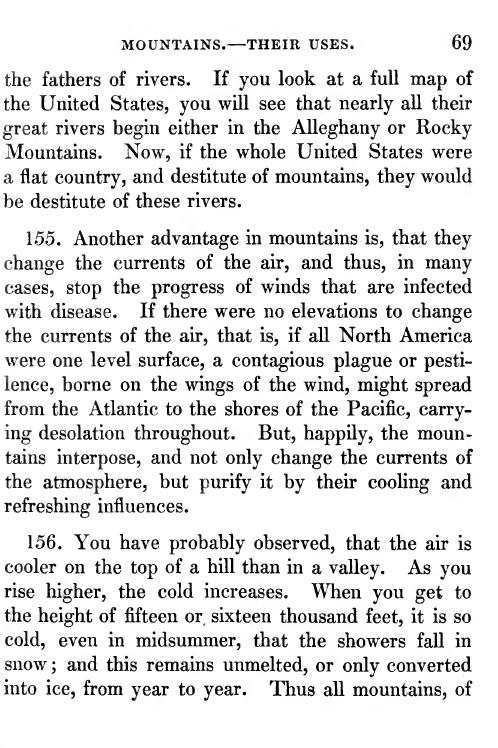 MOUNTAINS.—THEIR USES. 69
the fathers of rivers. If you look at a full map of
the United States, you will see that nearly all their
great rivers begin either in the Alleghany or Rocky
Mountains. Now, if the whole United States were
a flat country, and destitute of mountains, they would
be destitute of these rivers.
155. Another advantage in mountains is, that they
change the currents of the air, and thus, in many
cases, stop the progress of winds that are infected
with disease. If there were no elevations to change
the currents of the air, that is, if all North America
were one level surface, a contagious plague or pesti-
lence, borne on the wings of the wind, might spread
from the Atlantic to the shores of the Pacific, carry-
ing desolation throughout. But, happily, the moun-
tains interpose, and not only change the currents of
the atmosphere, but purify it by their cooling and
refreshing influences.
156. You have probably observed, that the air is
cooler on the top of a hill than in a valley. As you
rise higher, the cold increases. When you get to
the height of fifteen or sixteen thousand feet, it is so
cold, even in midsummer, that the showers fall in
snow; and this remains unmelted, or only converted
into ice, from year to year. Thus all mountains, of